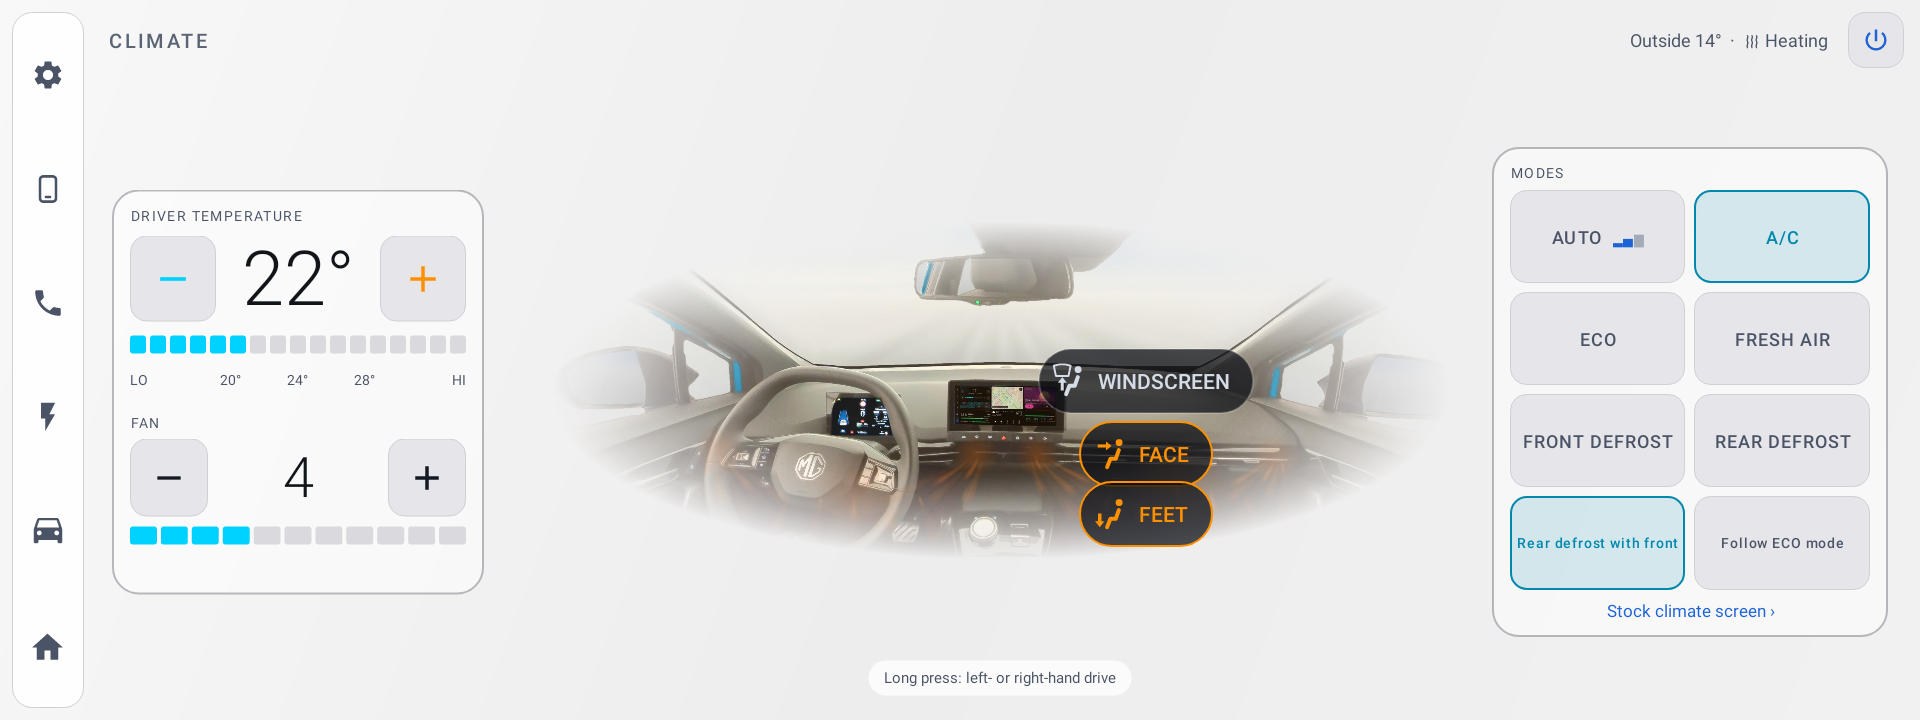 CLIMATE
Outside 14° · Heating
DRIVER TEMPERATURE
22°
LO 20° 24° 28° HI
FAN
4
WINDSCREEN
FACE
FEET
MG
MODES
AUTO
A/C
ECO
FRESH AIR
FRONT DEFROST
REAR DEFROST
Rear defrost with front
Follow ECO mode
Stock climate screen ›
Long press: left- or right-hand drive